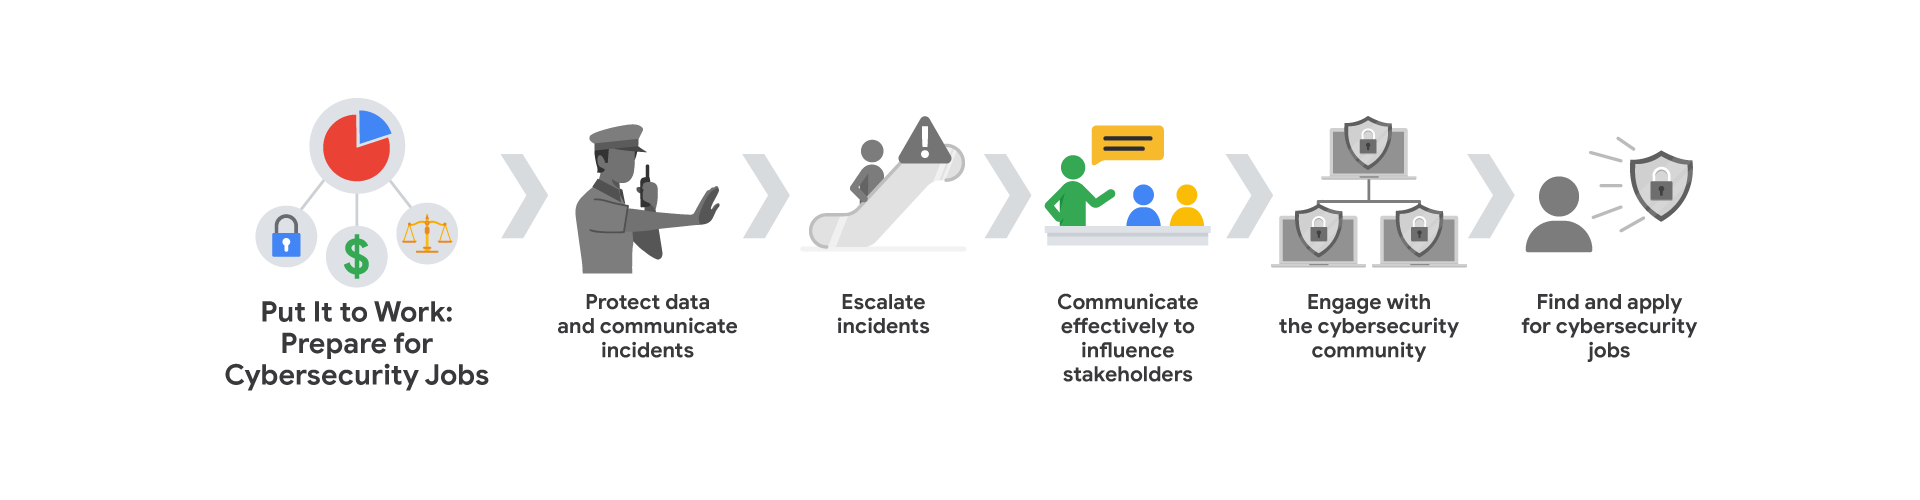 Put It to Work:
Prepare for
Cybersecurity Jobs
Protect data
and communicate
incidents
Escalate
incidents
Communicate
effectively to
influence
stakeholders
Engage with
the cybersecurity
community
Find and apply
for cybersecurity
jobs